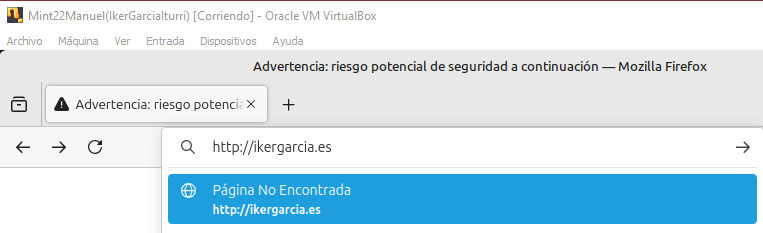 Mint22Manuel(IkerGarciaIturri) [Corriendo] - Oracle VM VirtualBox
Archivo Máquina Ver Entrada Dispositivos Ayuda
Advertencia: riesgo potencial de seguridad a continuación — Mozilla Firefox
Advertencia: riesgo potencia
http://ikergarcia.es
Página No Encontrada
http://ikergarcia.es